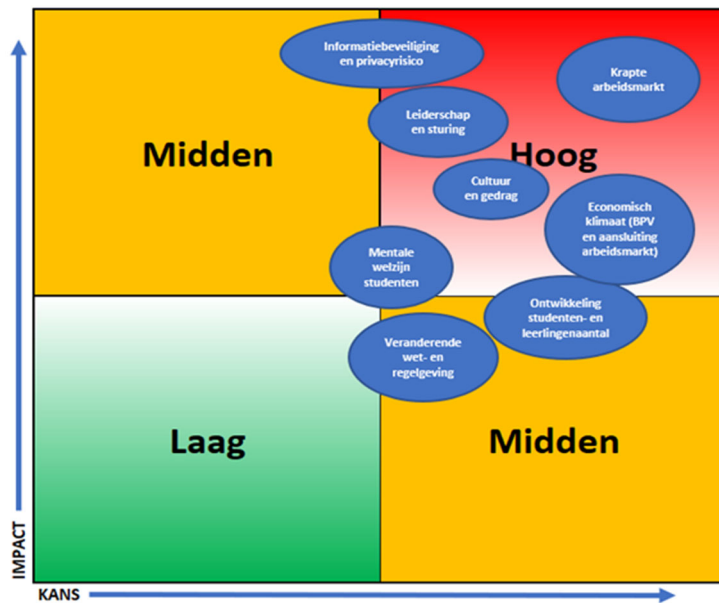 Informatiebeveiliging
en privacyrisico
Krapte
arbeidsmarkt
Leiderschap
en sturing
Midden
Hoog
Cultuur
en gedrag
Economisch
klimaat (BPV
en aansluiting
arbeidsmarkt)
Mentale
welzijn
studenten
Ontwikkeling
studenten- en
leerlingenaantal
Veranderende
wet- en
regelgeving
Laag
Midden
IMPACT
KANS